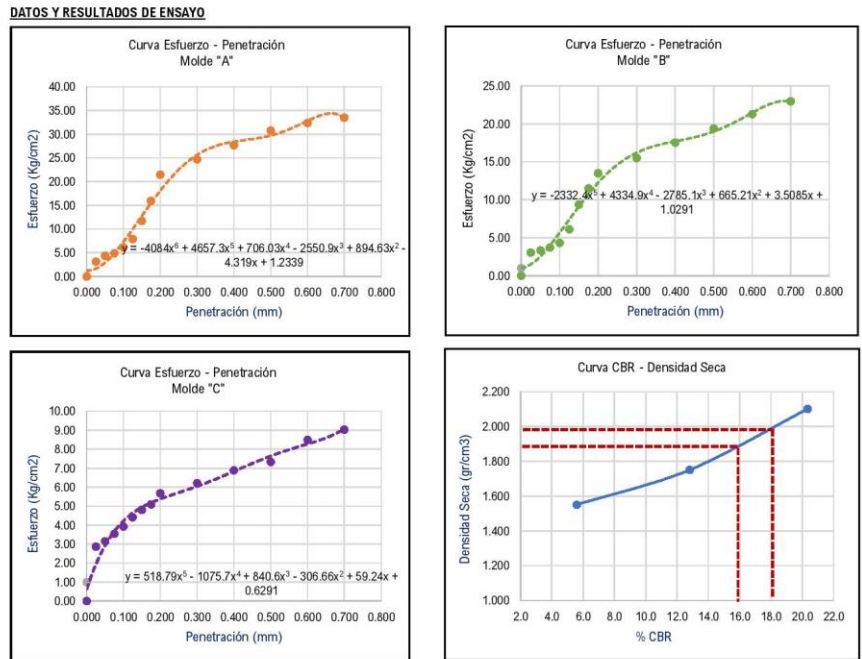 DATOS Y RESULTADOS DE ENSAYO
Curva Esfuerzo - Penetración
Molde "A"
40.00
35.00
30.00
25.00
20.00
15.00
10.00
5.00
0.00
Esfuerzo (Kg/cm2)
y = -4084x⁶ + 4657.3x⁵ + 706.03x⁴ - 2550.9x³ + 894.63x² -
4.319x + 1.2339
0.000 0.100 0.200 0.300 0.400 0.500 0.600 0.700 0.800
Penetración (mm)
Curva Esfuerzo - Penetración
Molde "B"
25.00
20.00
15.00
10.00
5.00
0.00
Esfuerzo (Kg/cm2)
y = -2332.4x⁵ + 4334.9x⁴ - 2785.1x³ + 665.21x² + 3.5085x +
1.0291
0.000 0.100 0.200 0.300 0.400 0.500 0.600 0.700 0.800
Penetración (mm)
Curva Esfuerzo - Penetración
Molde "C"
10.00
9.00
8.00
7.00
6.00
5.00
4.00
3.00
2.00
1.00
0.00
Esfuerzo (Kg/cm2)
y = 518.79x⁵ - 1075.7x⁴ + 840.6x³ - 306.66x² + 59.24x +
0.6291
0.000 0.100 0.200 0.300 0.400 0.500 0.600 0.700 0.800
Penetración (mm)
Curva CBR - Densidad Seca
2.200
2.000
1.800
1.600
1.400
1.200
1.000
Densidad Seca (gr/cm3)
2.0 4.0 6.0 8.0 10.0 12.0 14.0 16.0 18.0 20.0 22.0
% CBR